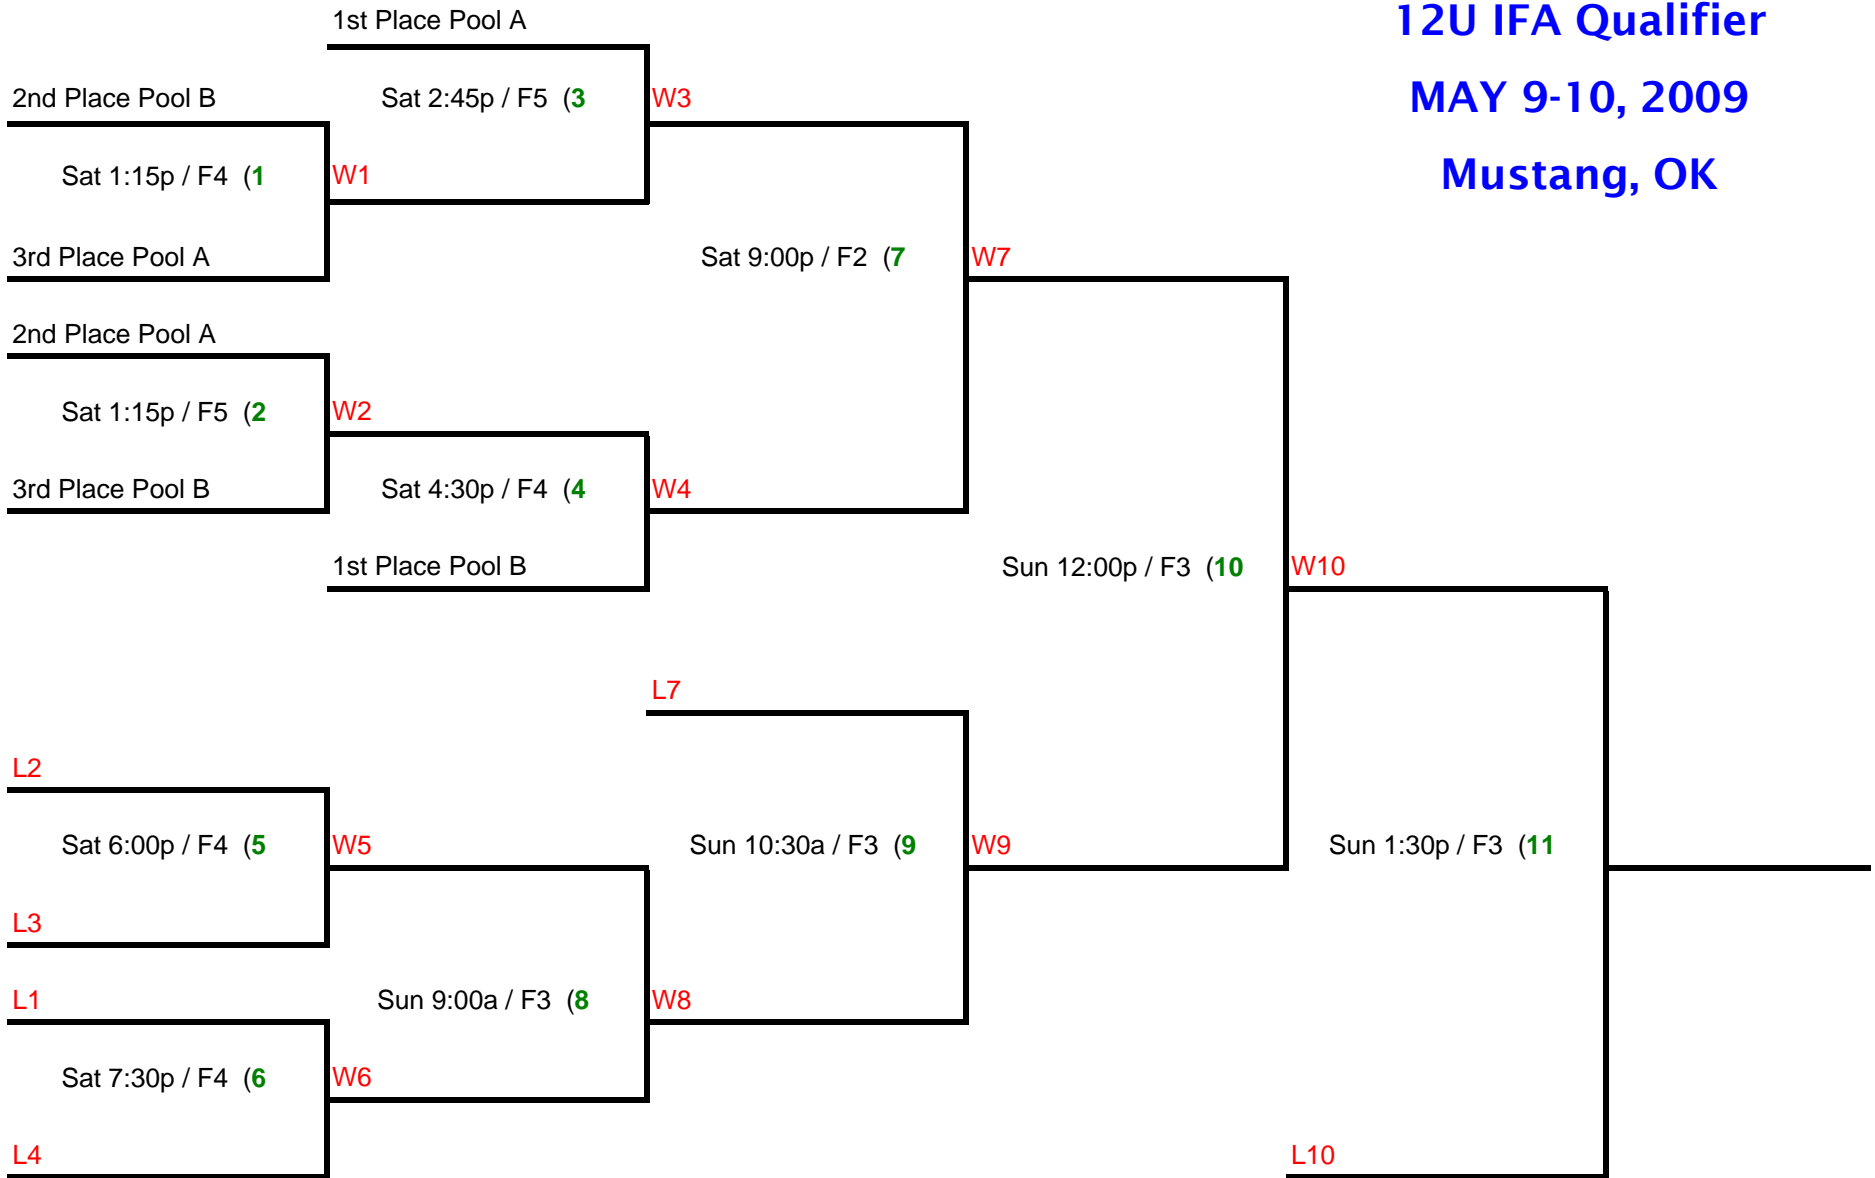 1st Place Pool A
12U IFA Qualifier
2nd Place Pool B
Sat 2:45p / F5 (3
W3
MAY 9-10, 2009
Sat 1:15p / F4 (1
W1
Mustang, OK
3rd Place Pool A
Sat 9:00p / F2 (7
W7
2nd Place Pool A
Sat 1:15p / F5 (2
W2
3rd Place Pool B
Sat 4:30p / F4 (4
W4
1st Place Pool B
Sun 12:00p / F3 (10
W10
L7
L2
Sat 6:00p / F4 (5
W5
Sun 10:30a / F3 (9
W9
Sun 1:30p / F3 (11
L3
L1
Sun 9:00a / F3 (8
W8
Sat 7:30p / F4 (6
W6
L4
L10